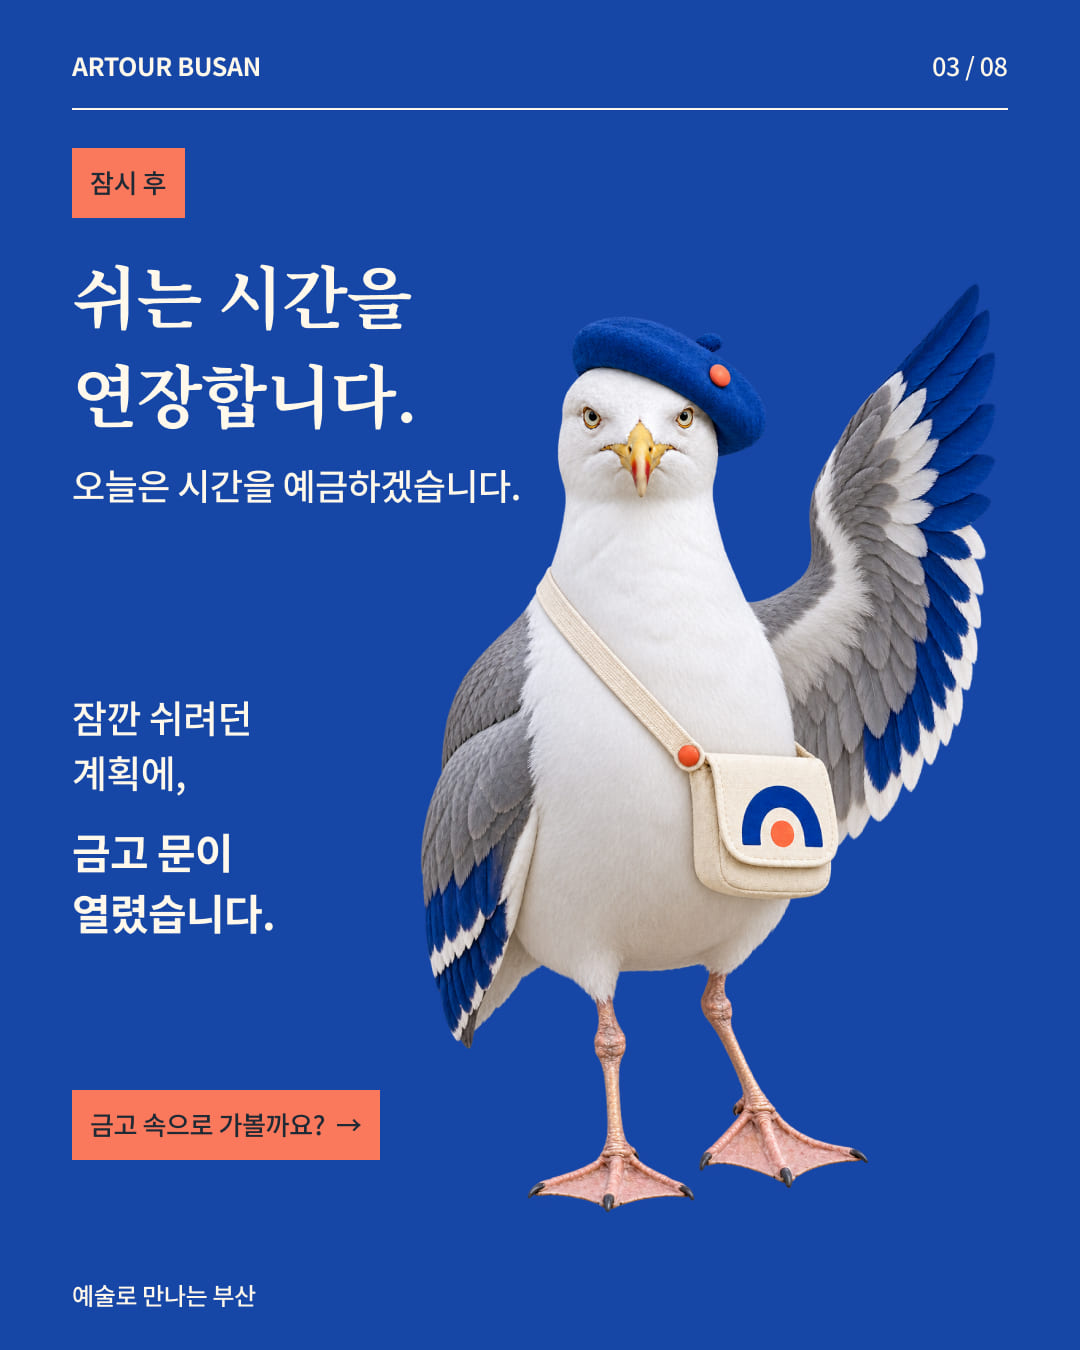 ARTOUR BUSAN
03 / 08
잠시 후
쉬는 시간을
연장합니다.
오늘은 시간을 예금하겠습니다.
잠깐 쉬려던
계획에,
금고 문이
열렸습니다.
금고 속으로 가볼까요? →
예술로 만나는 부산